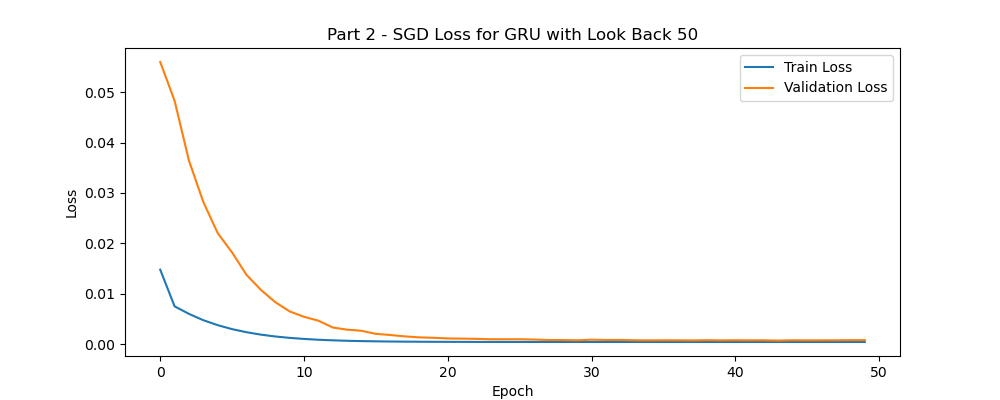 Part 2 - SGD Loss for GRU with Look Back 50
Train Loss
Validation Loss
0.05
0.04
0.03
0.02
0.01
0.00
Loss
0 10 20 30 40 50
Epoch